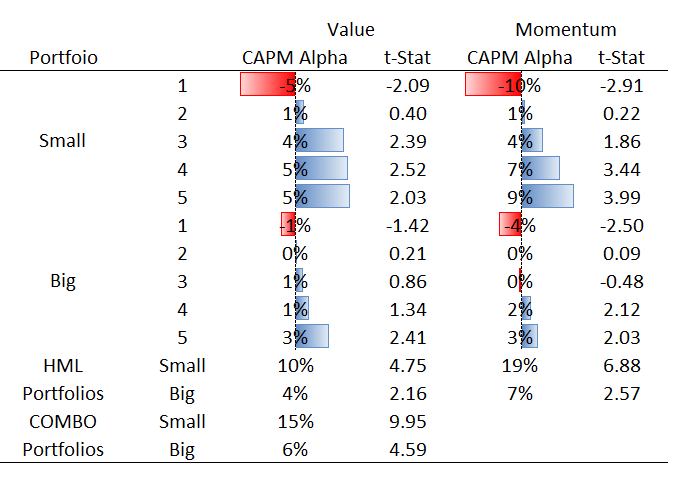 Value Momentum
Portfoio CAPM Alpha t-Stat CAPM Alpha t-Stat
1 -5% -2.09 -10% -2.91
2 1% 0.40 1% 0.22
Small 3 4% 2.39 4% 1.86
4 5% 2.52 7% 3.44
5 5% 2.03 9% 3.99
1 -1% -1.42 -4% -2.50
2 0% 0.21 0% 0.09
Big 3 1% 0.86 0% -0.48
4 1% 1.34 2% 2.12
5 3% 2.41 3% 2.03
HML Small 10% 4.75 19% 6.88
Portfolios Big 4% 2.16 7% 2.57
COMBO Small 15% 9.95
Portfolios Big 6% 4.59